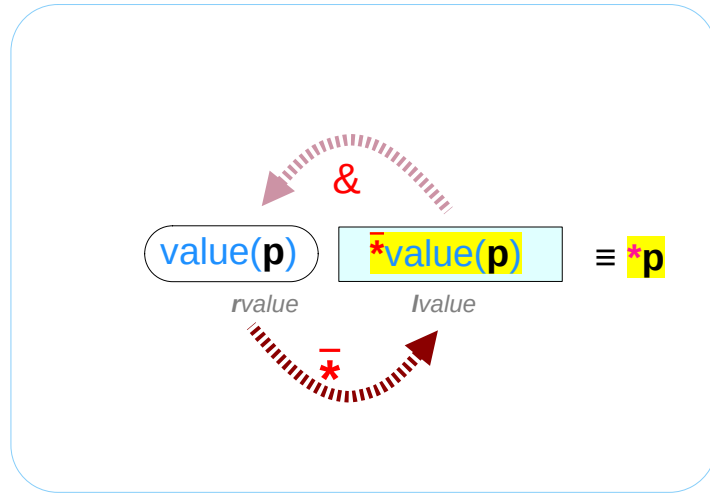 &
value(p) *̅value(p) ≡ *p
rvalue lvalue
*̅